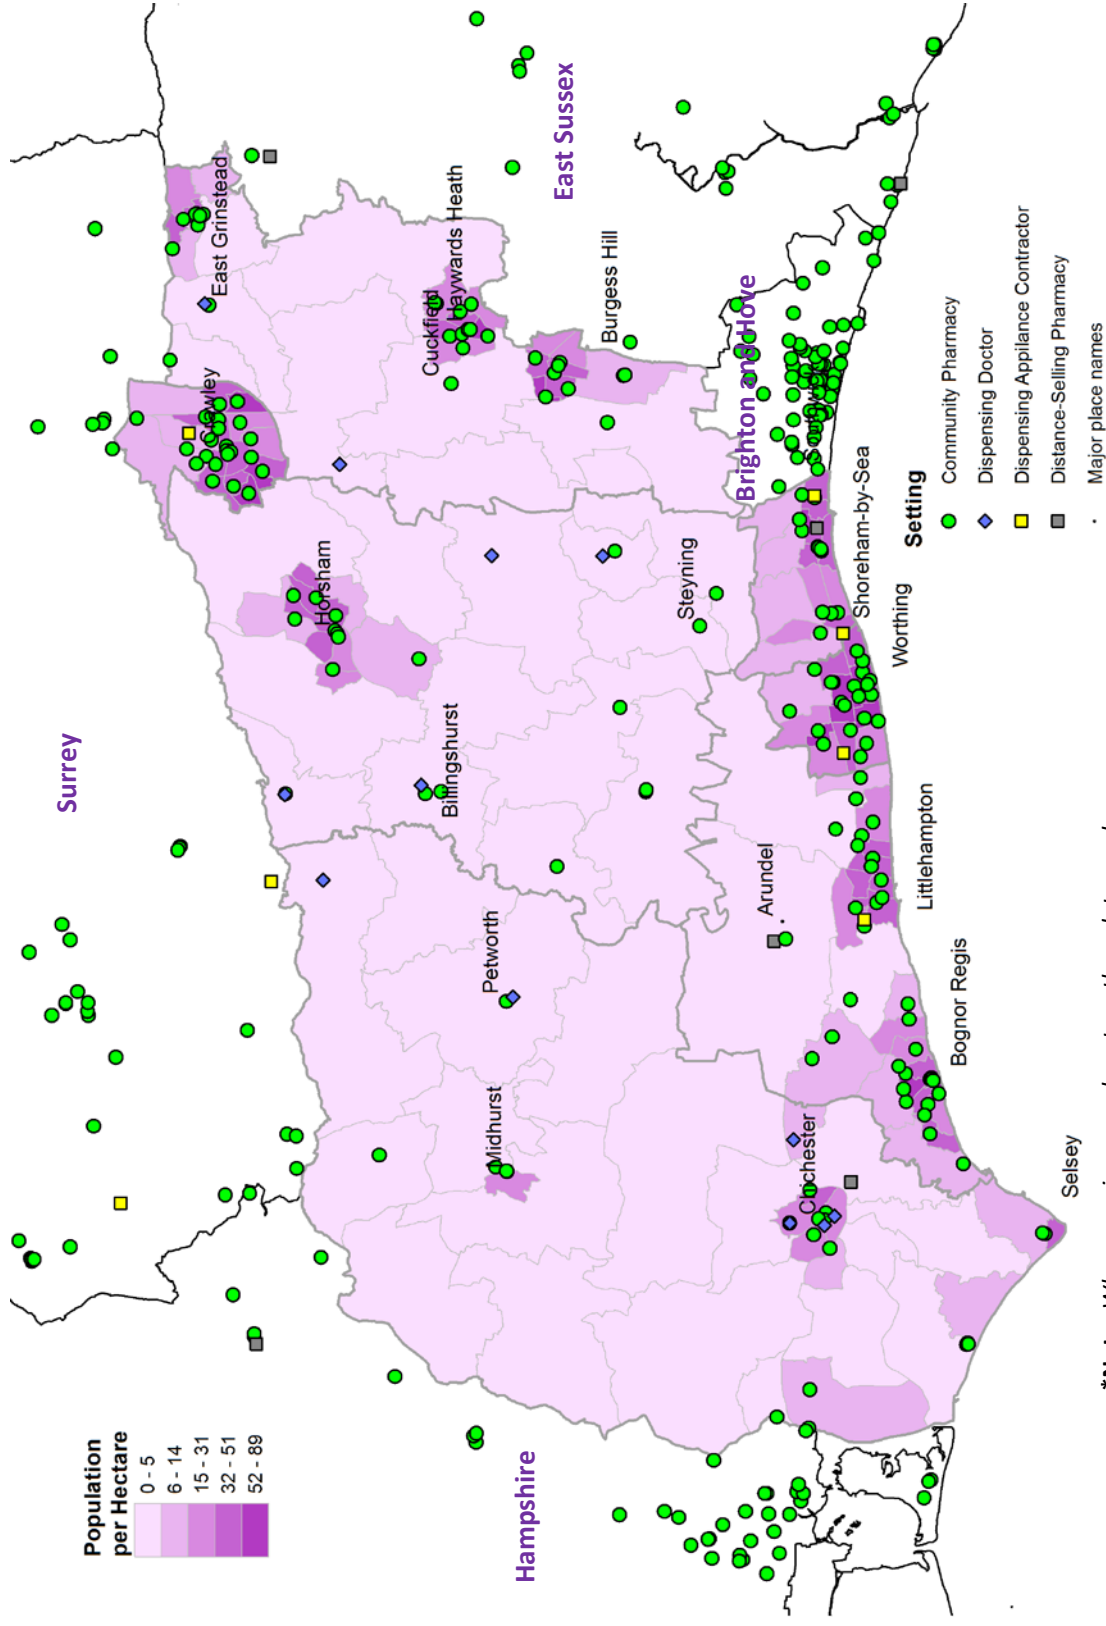 Population
per Hectare
0 - 5
6 - 14
15 - 31
32 - 51
52 - 89
Surrey
Hampshire
East Sussex
Brighton and Hove
East Grinstead
Crawley
Cuckfield
Haywards Heath
Burgess Hill
Horsham
Billingshurst
Steyning
Shoreham-by-Sea
Worthing
Petworth
Midhurst
Arundel
Littlehampton
Bognor Regis
Chichester
Selsey
Setting
Community Pharmacy
Dispensing Doctor
Dispensing Appliance Contractor
Distance-Selling Pharmacy
Major place names